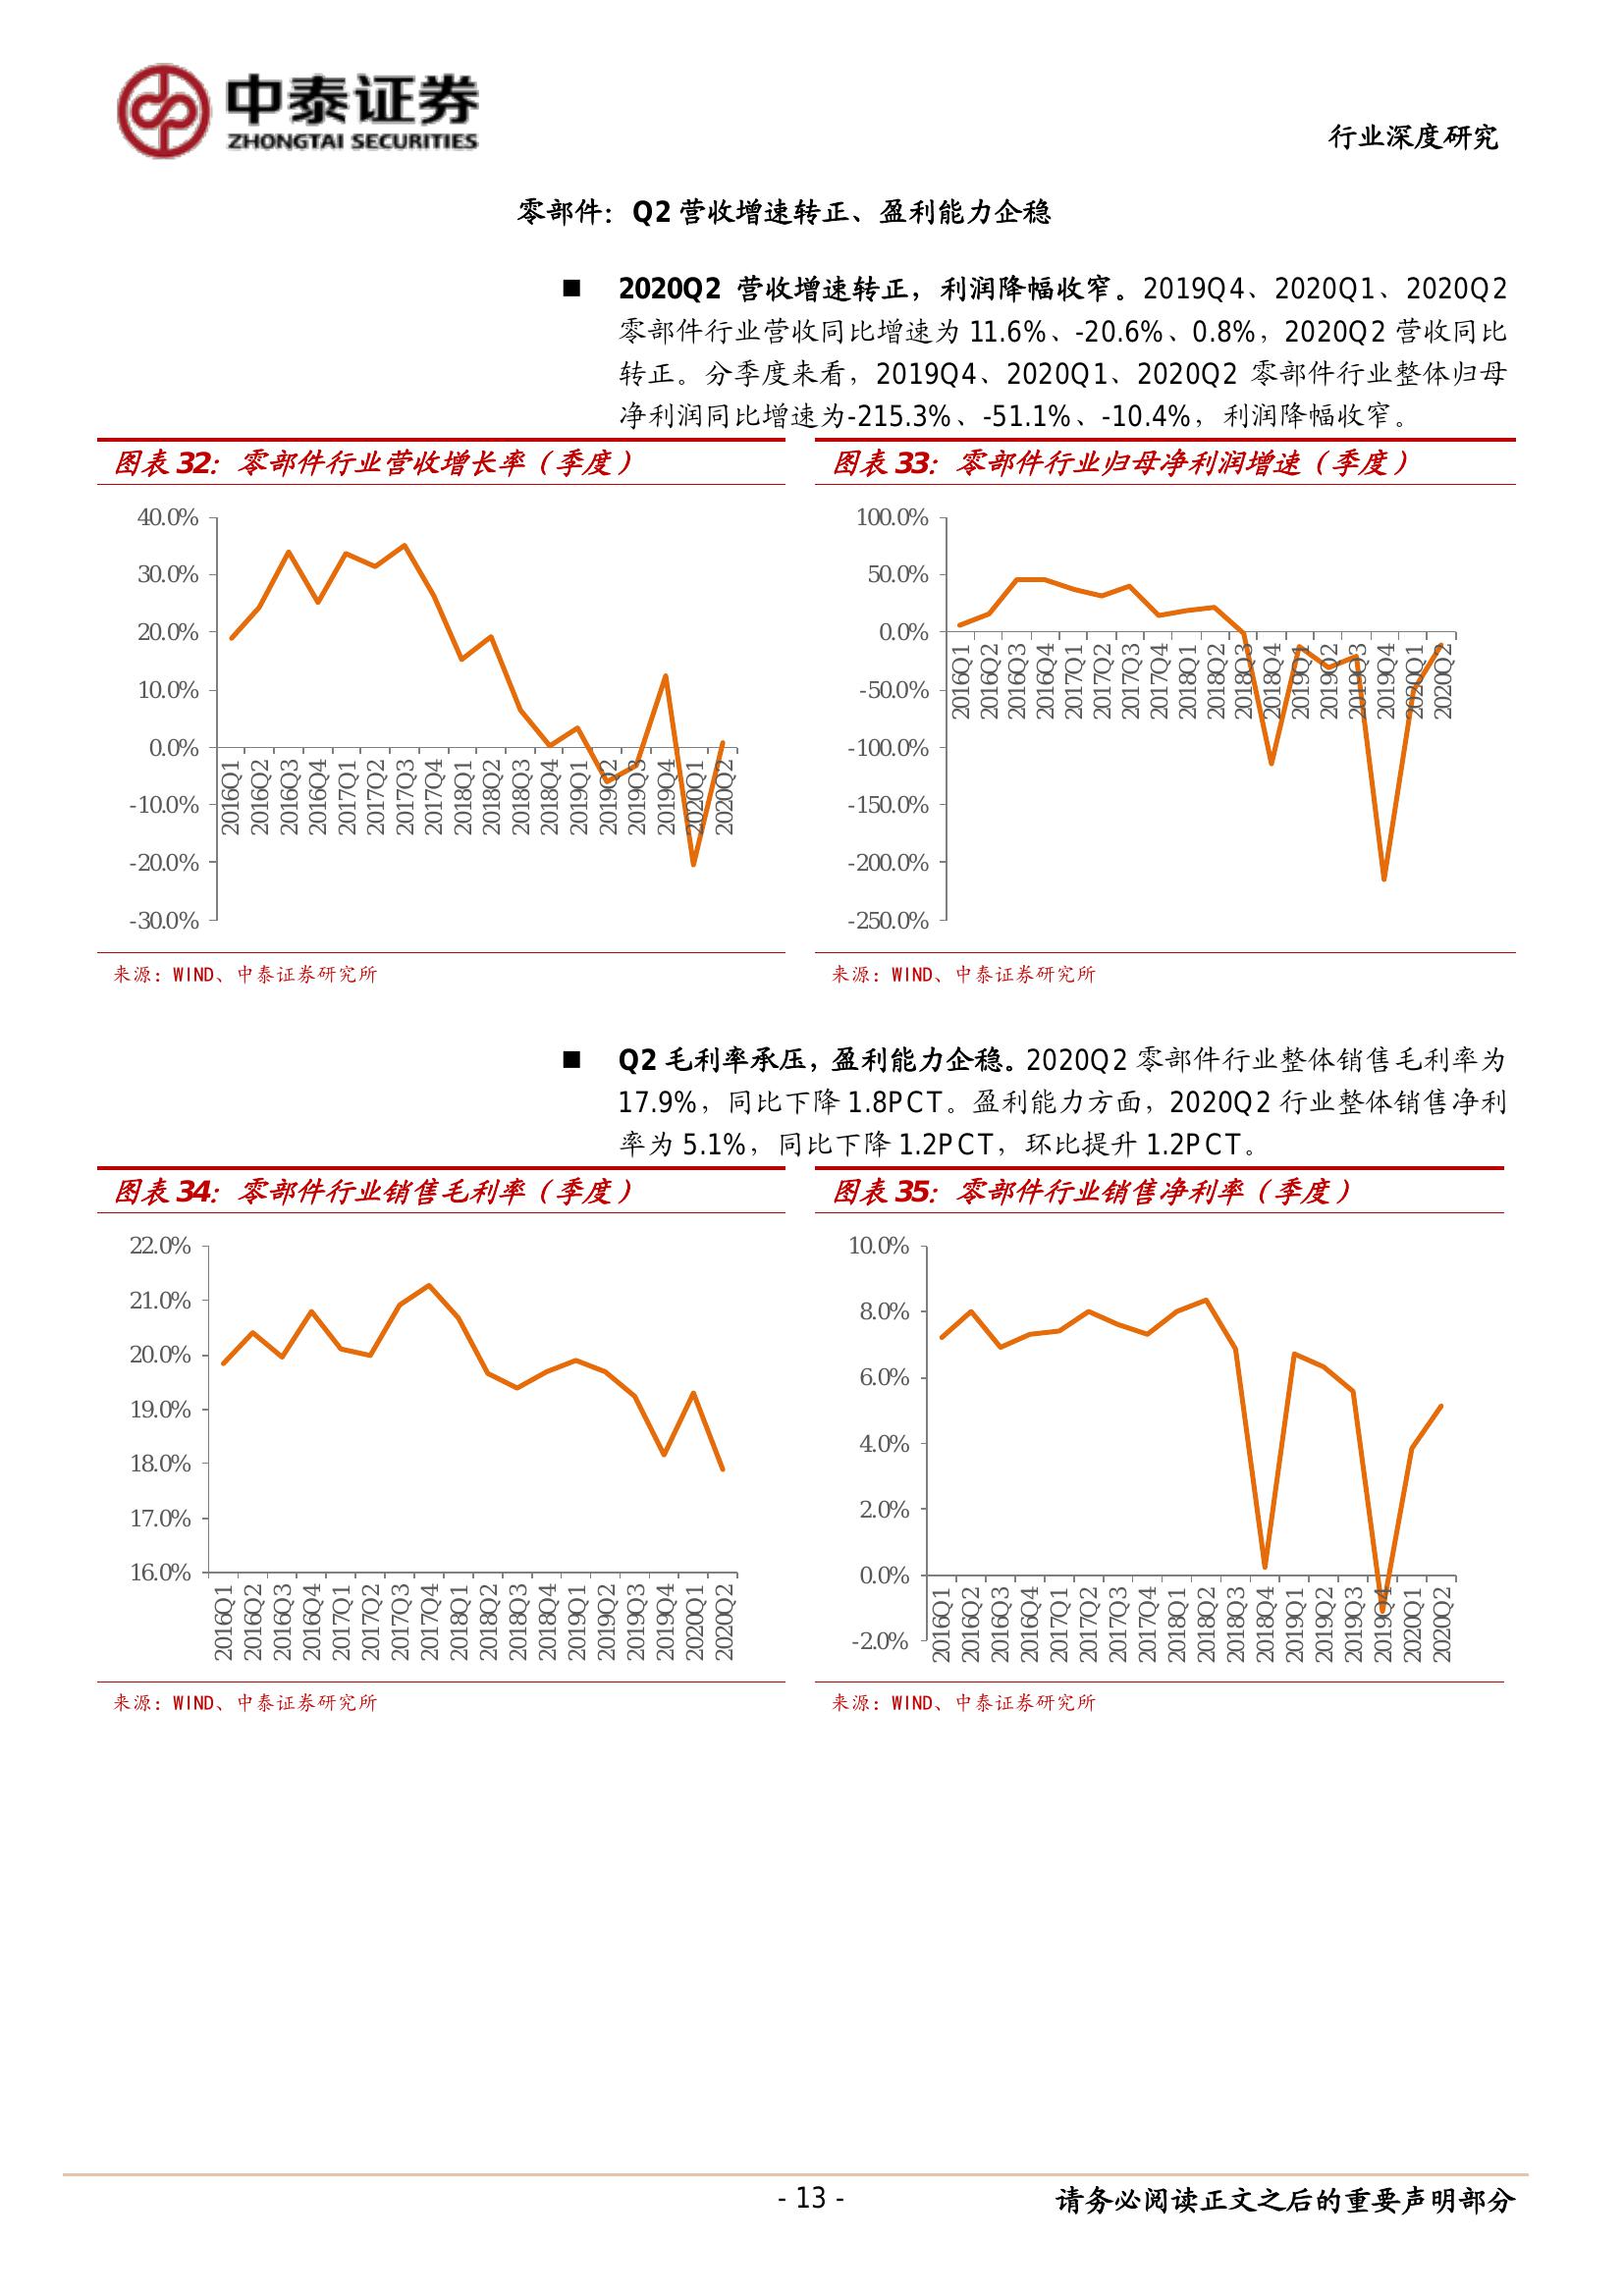 中泰证券
ZHONGTAI SECURITIES
行业深度研究
零部件：Q2 营收增速转正、盈利能力企稳
■ 2020Q2 营收增速转正，利润降幅收窄。2019Q4、2020Q1、2020Q2
零部件行业营收同比增速为 11.6%、-20.6%、0.8%，2020Q2 营收同比
转正。分季度来看，2019Q4、2020Q1、2020Q2 零部件行业整体归母
净利润同比增速为-215.3%、-51.1%、-10.4%，利润降幅收窄。
图表 32：零部件行业营收增长率（季度）
40.0%
30.0%
20.0%
10.0%
0.0%
-10.0%
-20.0%
-30.0%
2016Q1
2016Q2
2016Q3
2016Q4
2017Q1
2017Q2
2017Q3
2017Q4
2018Q1
2018Q2
2018Q3
2018Q4
2019Q1
2019Q2
2019Q3
2019Q4
2020Q1
2020Q2
来源：WIND、中泰证券研究所
图表 33：零部件行业归母净利润增速（季度）
100.0%
50.0%
0.0%
-50.0%
-100.0%
-150.0%
-200.0%
-250.0%
2016Q1
2016Q2
2016Q3
2016Q4
2017Q1
2017Q2
2017Q3
2017Q4
2018Q1
2018Q2
2018Q3
2018Q4
2019Q1
2019Q2
2019Q3
2019Q4
2020Q1
2020Q2
来源：WIND、中泰证券研究所
■ Q2 毛利率承压，盈利能力企稳。2020Q2 零部件行业整体销售毛利率为
17.9%，同比下降 1.8PCT。盈利能力方面，2020Q2 行业整体销售净利
率为 5.1%，同比下降 1.2PCT，环比提升 1.2PCT。
图表 34：零部件行业销售毛利率（季度）
22.0%
21.0%
20.0%
19.0%
18.0%
17.0%
16.0%
2016Q1
2016Q2
2016Q3
2016Q4
2017Q1
2017Q2
2017Q3
2017Q4
2018Q1
2018Q2
2018Q3
2018Q4
2019Q1
2019Q2
2019Q3
2019Q4
2020Q1
2020Q2
来源：WIND、中泰证券研究所
图表 35：零部件行业销售净利率（季度）
10.0%
8.0%
6.0%
4.0%
2.0%
0.0%
-2.0%
2016Q1
2016Q2
2016Q3
2016Q4
2017Q1
2017Q2
2017Q3
2017Q4
2018Q1
2018Q2
2018Q3
2018Q4
2019Q1
2019Q2
2019Q3
2019Q4
2020Q1
2020Q2
来源：WIND、中泰证券研究所
- 13 -
请务必阅读正文之后的重要声明部分